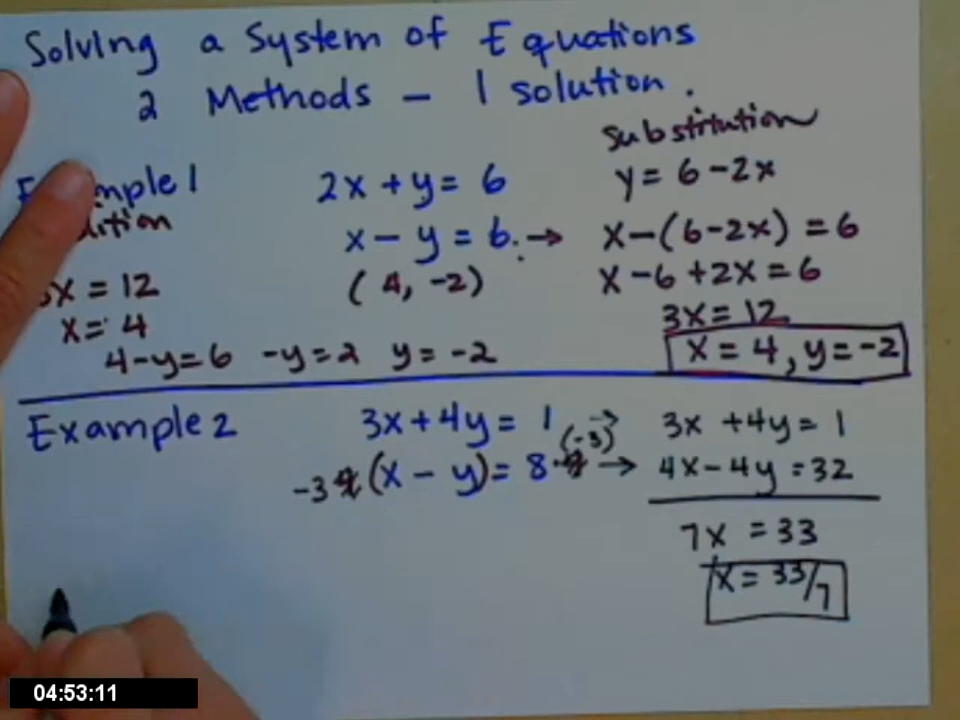 Solving a System of Equations
2 Methods - 1 solution.
substitution
2x + y = 6
y = 6 - 2x
x - y = 6. → x - (6 - 2x) = 6
(4, -2)
x - 6 + 2x = 6
x = 12
3x = 12
x = 4
x = 4, y = -2
4 - y = 6 -y = 2 y = -2
Example 2
3x + 4y = 1 → 3x + 4y = 1
(-3)
-3 (x - y) = 8 → 4x - 4y = 32
7x = 33
x = 33/7
04:53:11